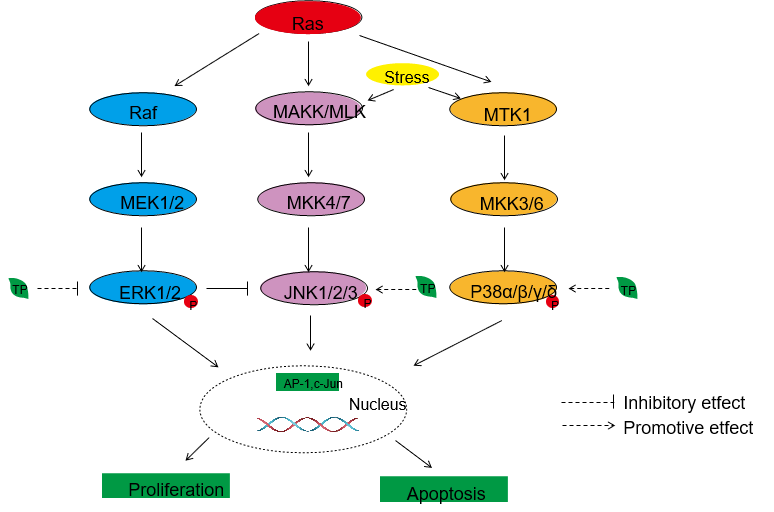 Ras
Stress
Raf
MAKK/MLK
MTK1
MEK1/2
MKK4/7
MKK3/6
TP
ERK1/2
P
JNK1/2/3
P
TP
P38α/β/γ/δ
P
TP
AP-1,c-Jun
Nucleus
Inhibitory etfect
Promotive effect
Proliferation
Apoptosis